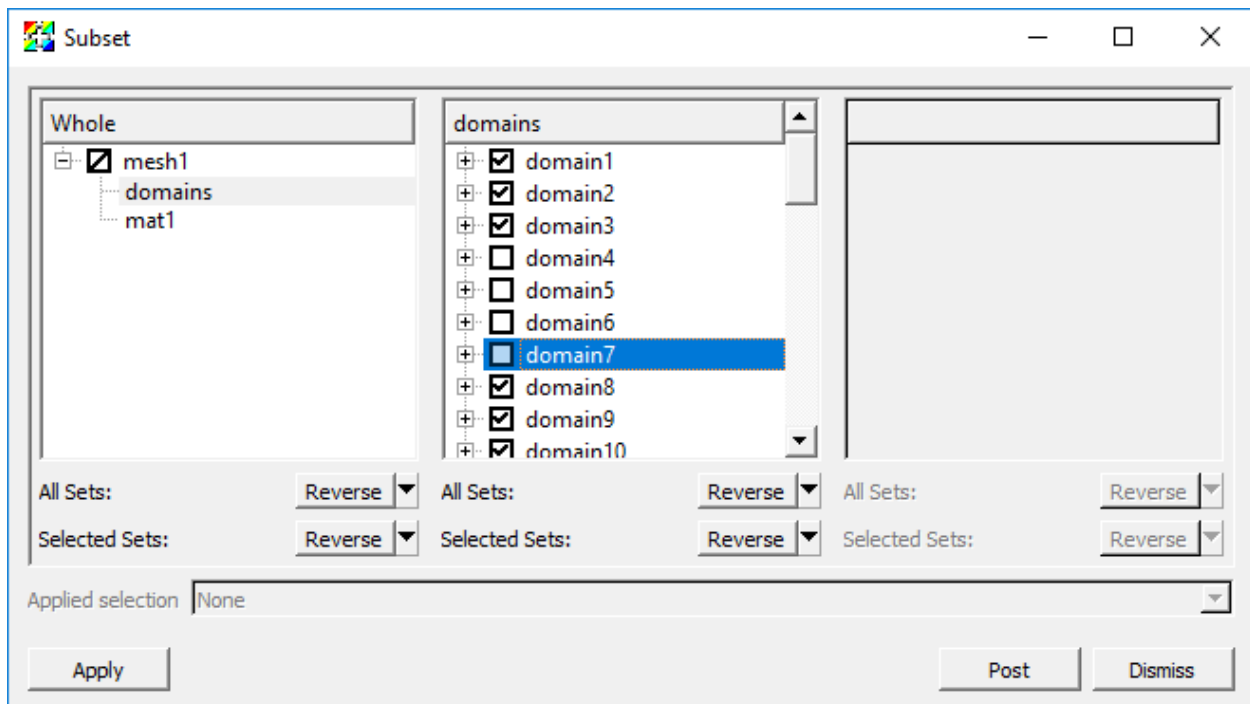 Subset
Whole
mesh1
domains
mat1
domains
domain1
domain2
domain3
domain4
domain5
domain6
domain7
domain8
domain9
domain10
All Sets: Reverse All Sets: Reverse All Sets: Reverse
Selected Sets: Reverse Selected Sets: Reverse Selected Sets: Reverse
Applied selection None
Apply Post Dismiss